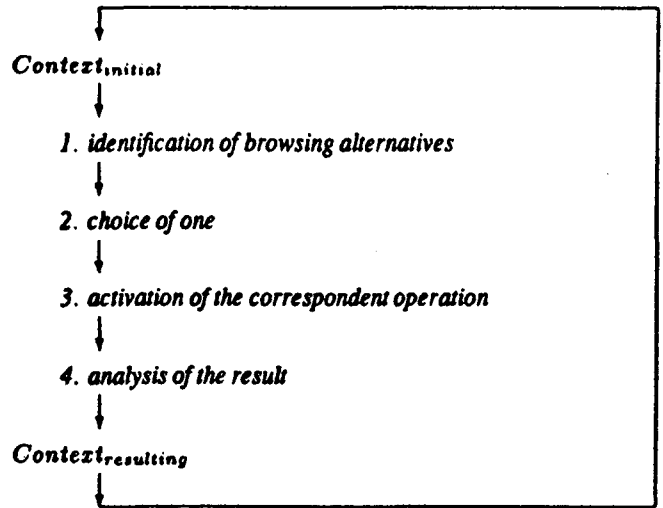 Context_initial
1. identification of browsing alternatives
2. choice of one
3. activation of the correspondent operation
4. analysis of the result
Context_resulting